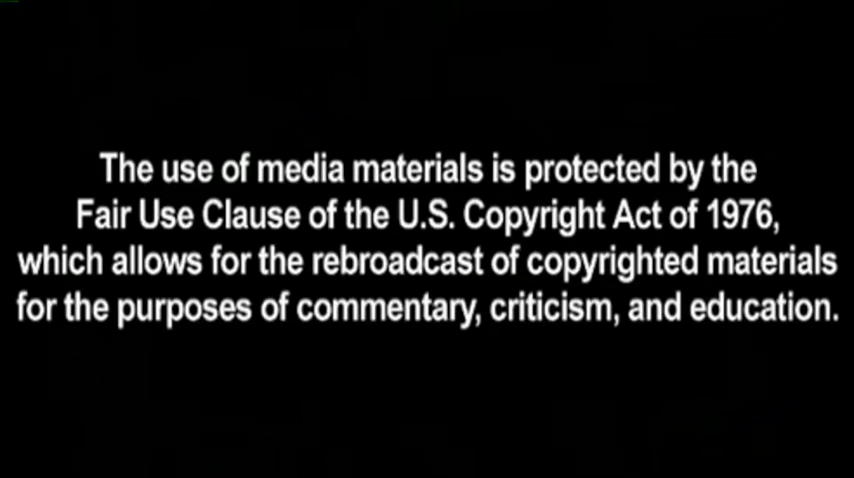 The use of media materials is protected by the
Fair Use Clause of the U.S. Copyright Act of 1976,
which allows for the rebroadcast of copyrighted materials
for the purposes of commentary, criticism, and education.